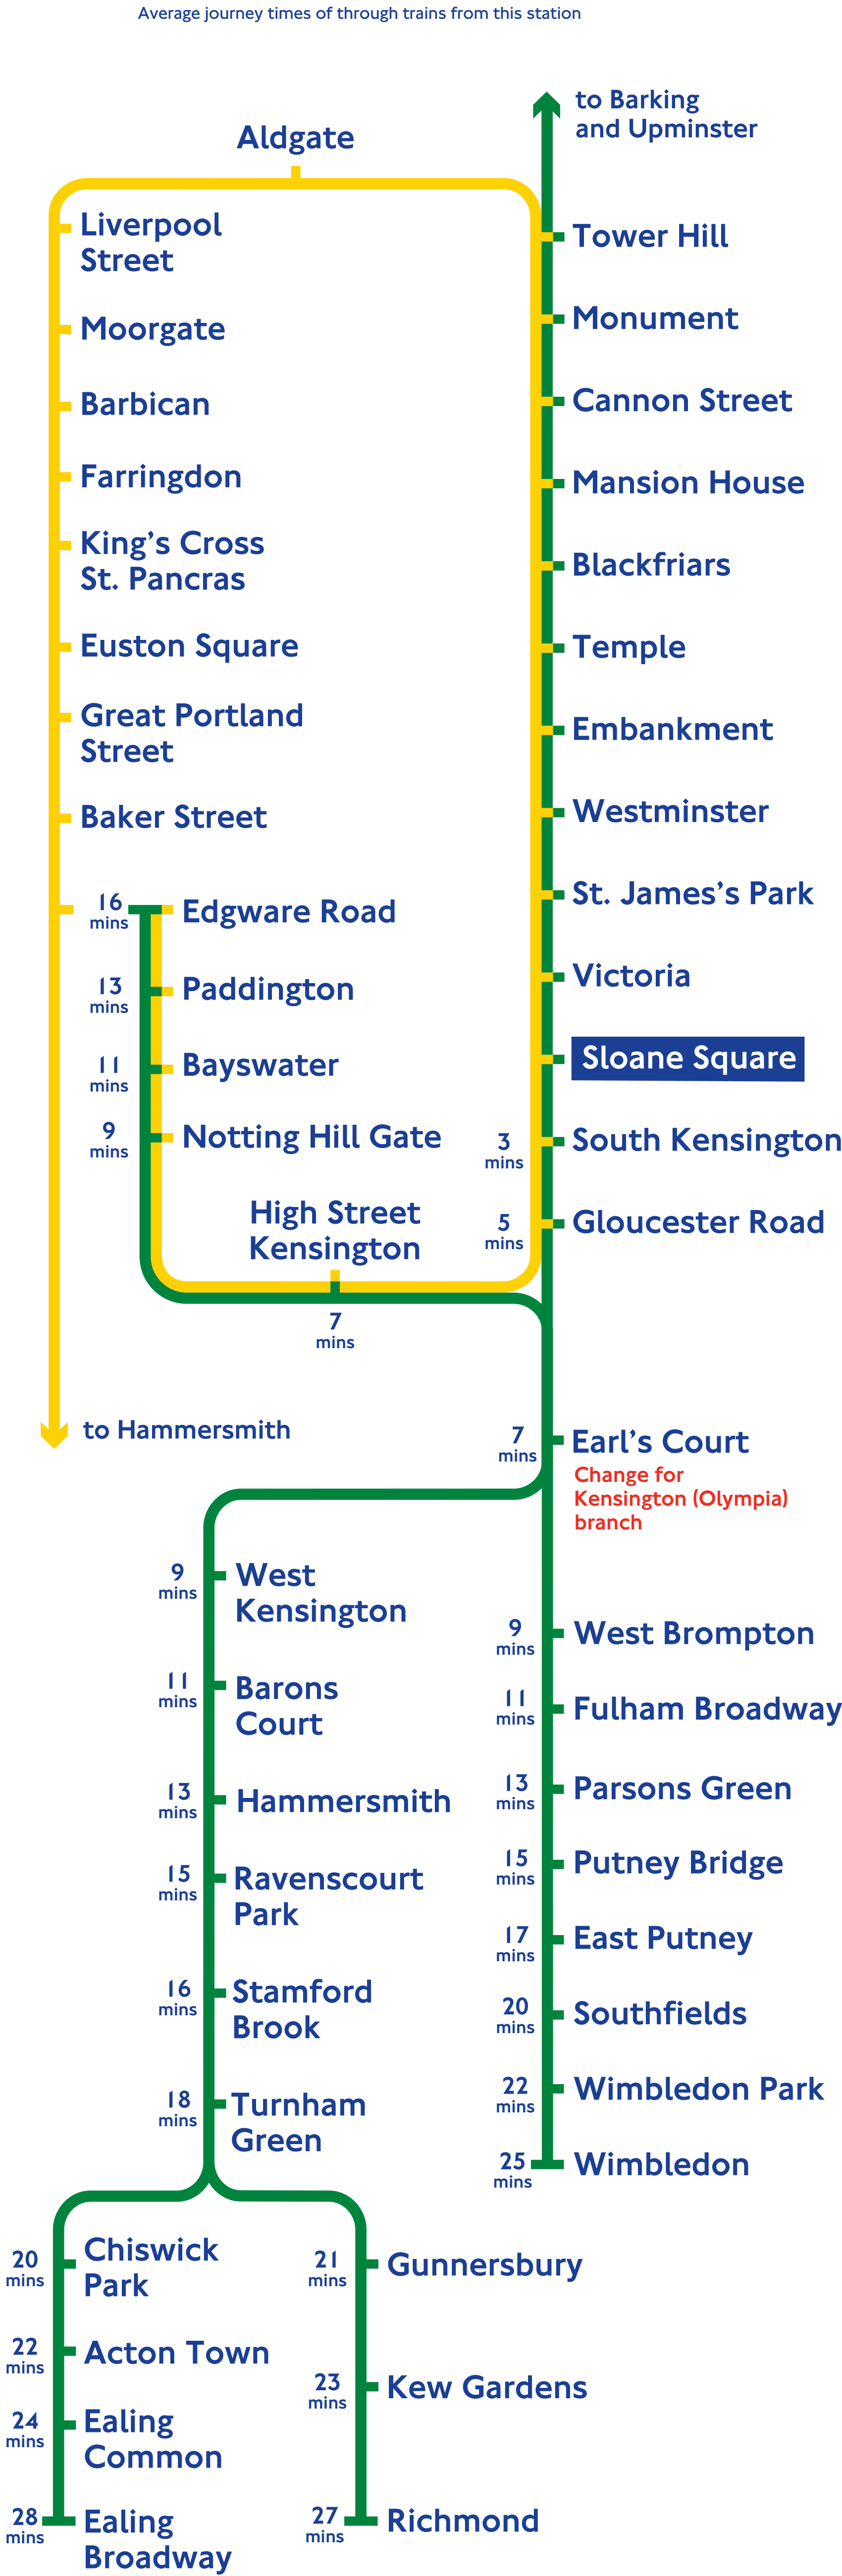 Average journey times of through trains from this station
to Barking
and Upminster
Aldgate
Liverpool
Street
Moorgate
Barbican
Farringdon
King's Cross
St. Pancras
Euston Square
Great Portland
Street
Baker Street
16
mins
Edgware Road
13
mins
Paddington
11
mins
Bayswater
9
mins
Notting Hill Gate
High Street
Kensington
7
mins
to Hammersmith
Tower Hill
Monument
Cannon Street
Mansion House
Blackfriars
Temple
Embankment
Westminster
St. James's Park
Victoria
Sloane Square
3
mins
South Kensington
5
mins
Gloucester Road
7
mins
Earl's Court
Change for
Kensington (Olympia)
branch
9
mins
West
Kensington
11
mins
Barons
Court
13
mins
Hammersmith
15
mins
Ravenscourt
Park
16
mins
Stamford
Brook
18
mins
Turnham
Green
9
mins
West Brompton
11
mins
Fulham Broadway
13
mins
Parsons Green
15
mins
Putney Bridge
17
mins
East Putney
20
mins
Southfields
22
mins
Wimbledon Park
25
mins
Wimbledon
20
mins
Chiswick
Park
22
mins
Acton Town
24
mins
Ealing
Common
28
mins
Ealing
Broadway
21
mins
Gunnersbury
23
mins
Kew Gardens
27
mins
Richmond